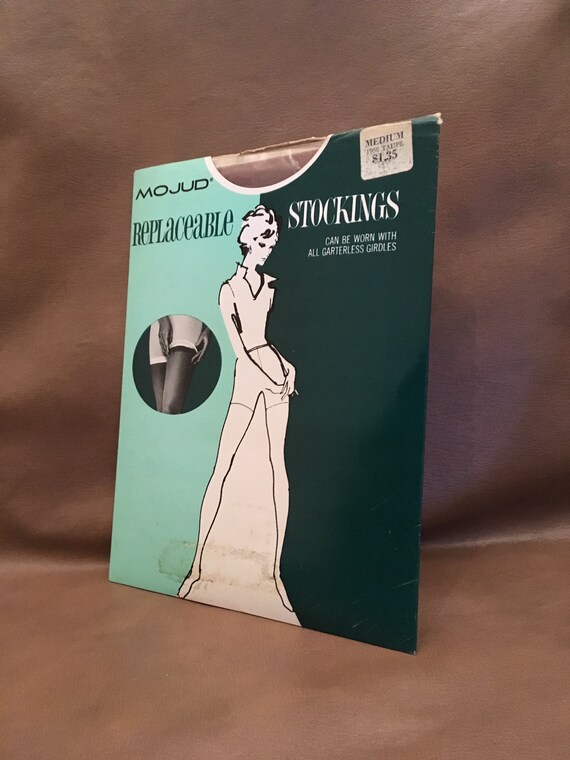 MOJUD®
REPLACEABLE STOCKINGS
CAN BE WORN WITH
ALL GARTERLESS GIRDLES
MEDIUM
TAUPE
$1.35